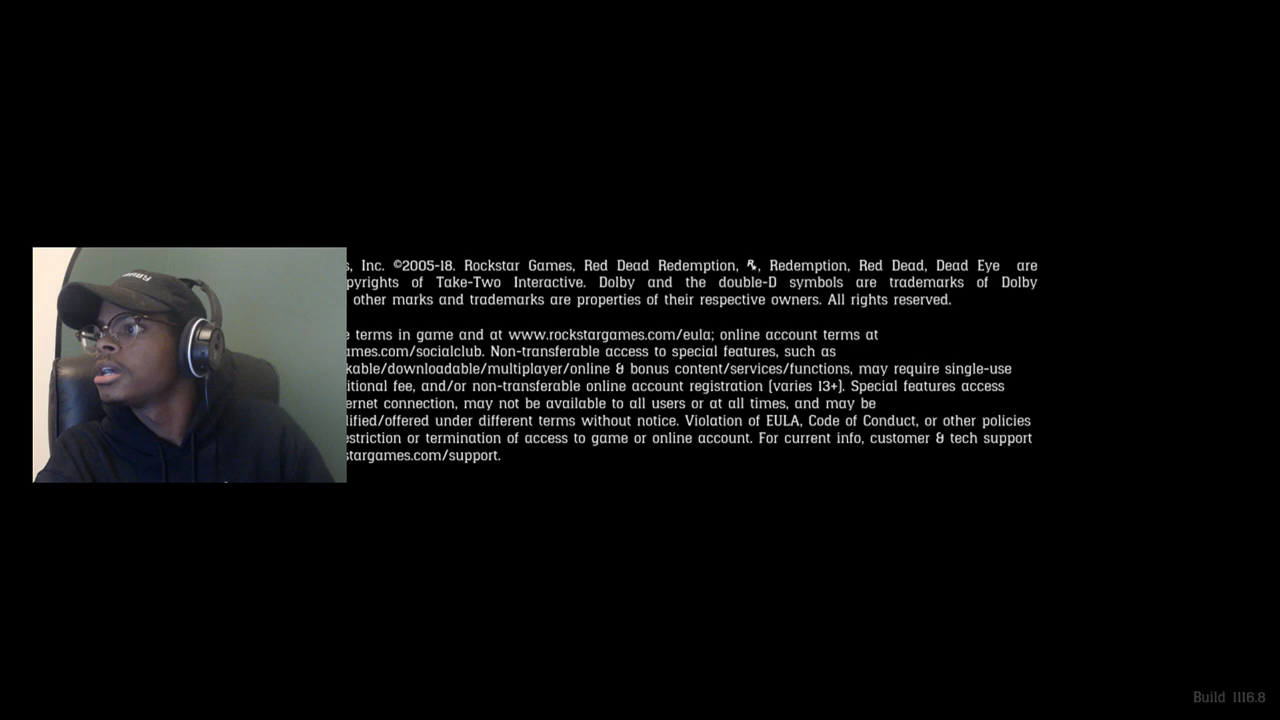 Inc. ©2005-18. Rockstar Games, Red Dead Redemption, R, Redemption, Red Dead, Dead Eye are
of Take-Two Interactive. Dolby and the double-D symbols are trademarks of Dolby
other marks and trademarks are properties of their respective owners. All rights reserved.
terms in game and at www.rockstargames.com/eula; online account terms at
ames.com/socialclub. Non-transferable access to special features, such as
kable/downloadable/multiplayer/online & bonus content/services/functions, may require single-use
itional fee, and/or non-transferable online account registration (varies 13+). Special features access
ernet connection, may not be available to all users or at all times, and may be
lified/offered under different terms without notice. Violation of EULA, Code of Conduct, or other policies
estriction or termination of access to game or online account. For current info, customer & tech support
stargames.com/support.
Build 1116.8